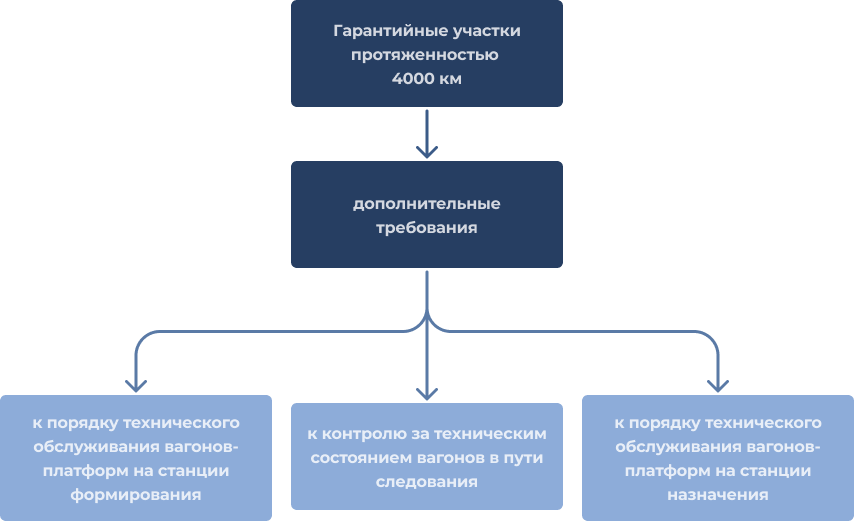 Гарантийные участки
протяженностью
4000 км
дополнительные
требования
к порядку технического
обслуживания вагонов-
платформ на станции
формирования
к контролю за техническим
состоянием вагонов в пути
следования
к порядку технического
обслуживания вагонов-
платформ на станции
назначения